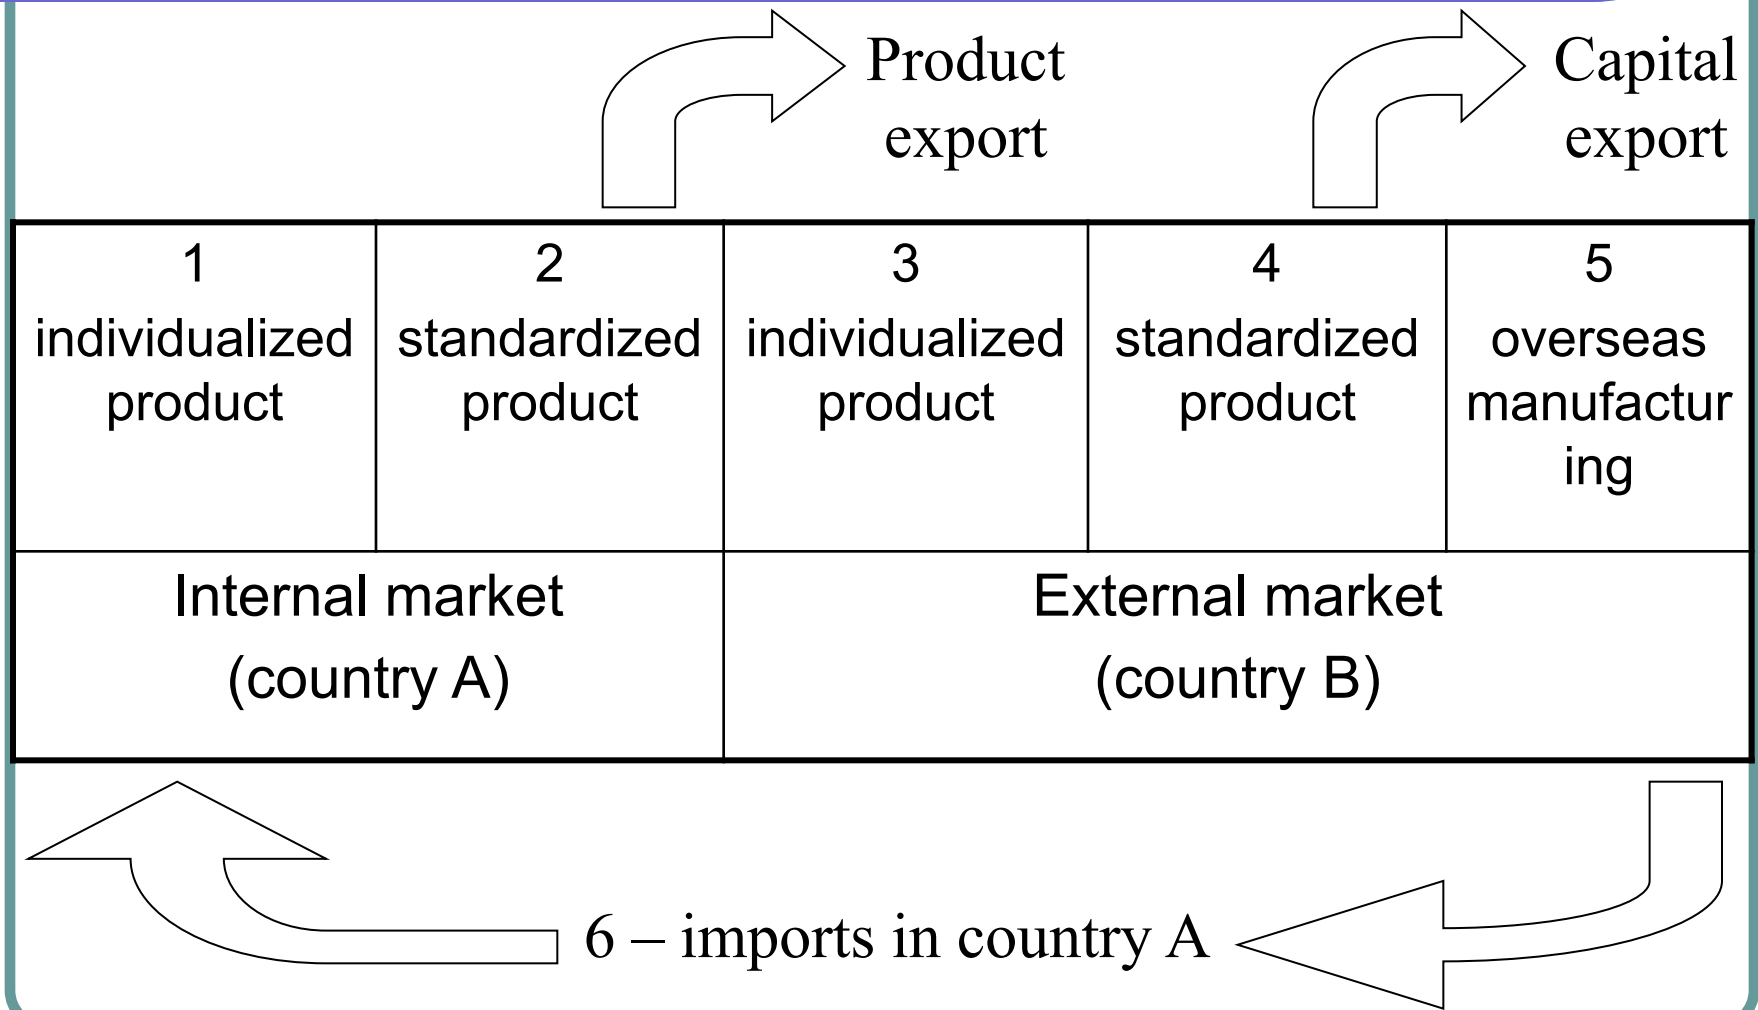 Product
export
Capital
export
1
individualized
product
2
standardized
product
3
individualized
product
4
standardized
product
5
overseas
manufactur
ing
Internal market
(country A)
External market
(country B)
6 – imports in country A